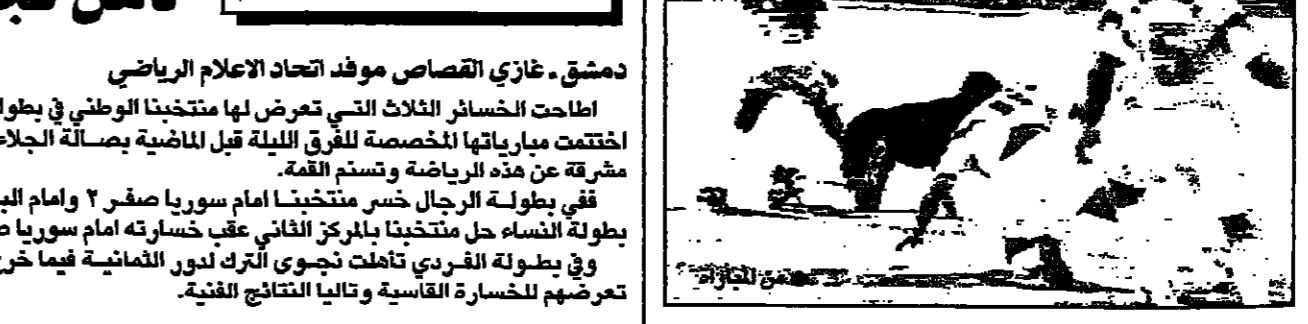 دمشق ـ غازي القصاص موفد اتحاد الاعلام الرياضي
اطاحت الخسائر الثلاث التي تعرض لها منتخبنا الوطني في
اختتمت مبارياتها المخصصة للفرق الليلة قبل الماضية بصالة الجلاء
مشرقة عن هذه الرياضة وتسنم القمة.
ففي بطولة الرجال خسر منتخبنا امام سوريا صفر ٢ وامام
بطولة النساء حل منتخبنا بالمركز الثاني عقب خسارته امام سوريا
وفي بطولة الفردي تأهلت نجوى الترك لدور الثمانية فيما
تعرضهم للخسارة القاسية وتاليا النتائج الفنية.
من المباراة